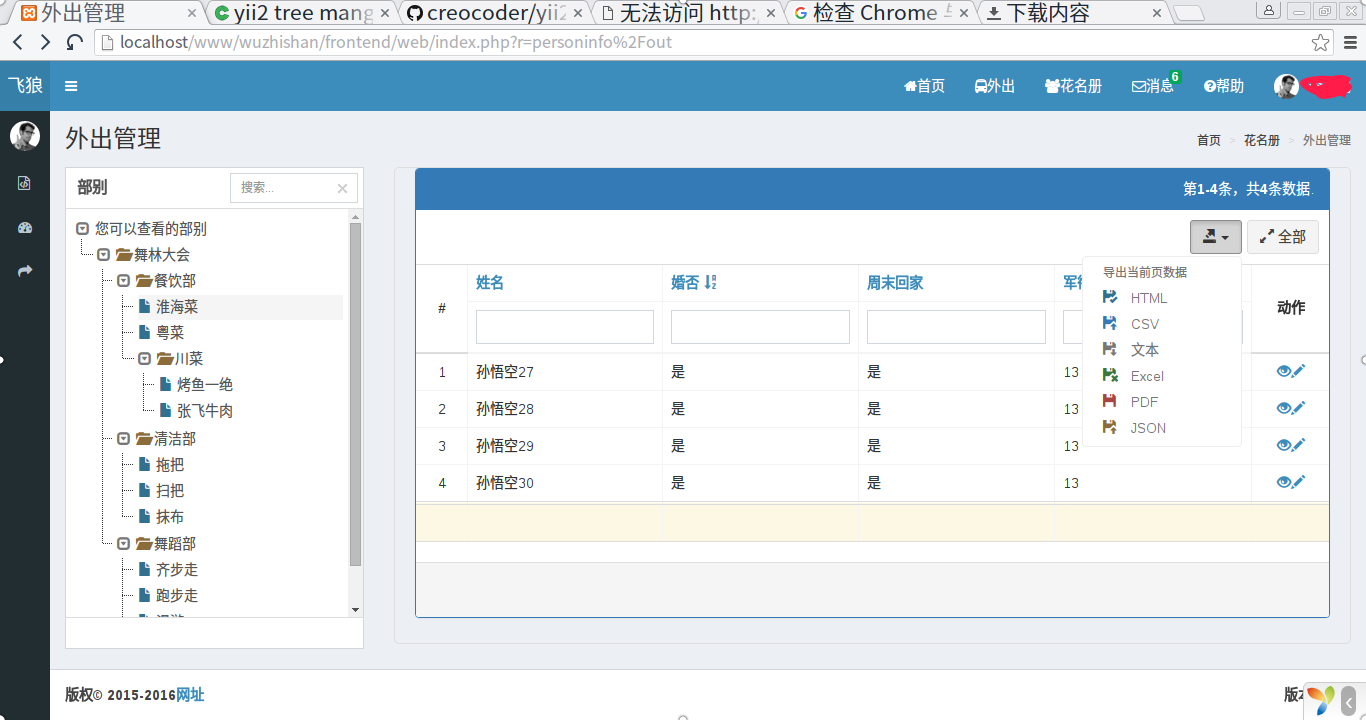 外出管理 yii2 tree mang creocoder/yii2 无法访问 http: 检查 Chrome 下载内容
localhost/www/wuzhishan/frontend/web/index.php?r=personinfo%2Fout
飞狼 首页 外出 花名册 消息 6 帮助
外出管理 首页 > 花名册 > 外出管理
部别 搜索...
第1-4条，共4条数据.
全部
您可以查看的部别
舞林大会
餐饮部
淮海菜
粤菜
川菜
烤鱼一绝
张飞牛肉
清洁部
拖把
扫把
抹布
舞蹈部
齐步走
跑步走
导出当前页数据
HTML
CSV
文本
Excel
PDF
JSON
# 姓名 婚否 周末回家 动作
1 孙悟空27 是 是 13
2 孙悟空28 是 是 13
3 孙悟空29 是 是 13
4 孙悟空30 是 是 13
版权© 2015-2016网址